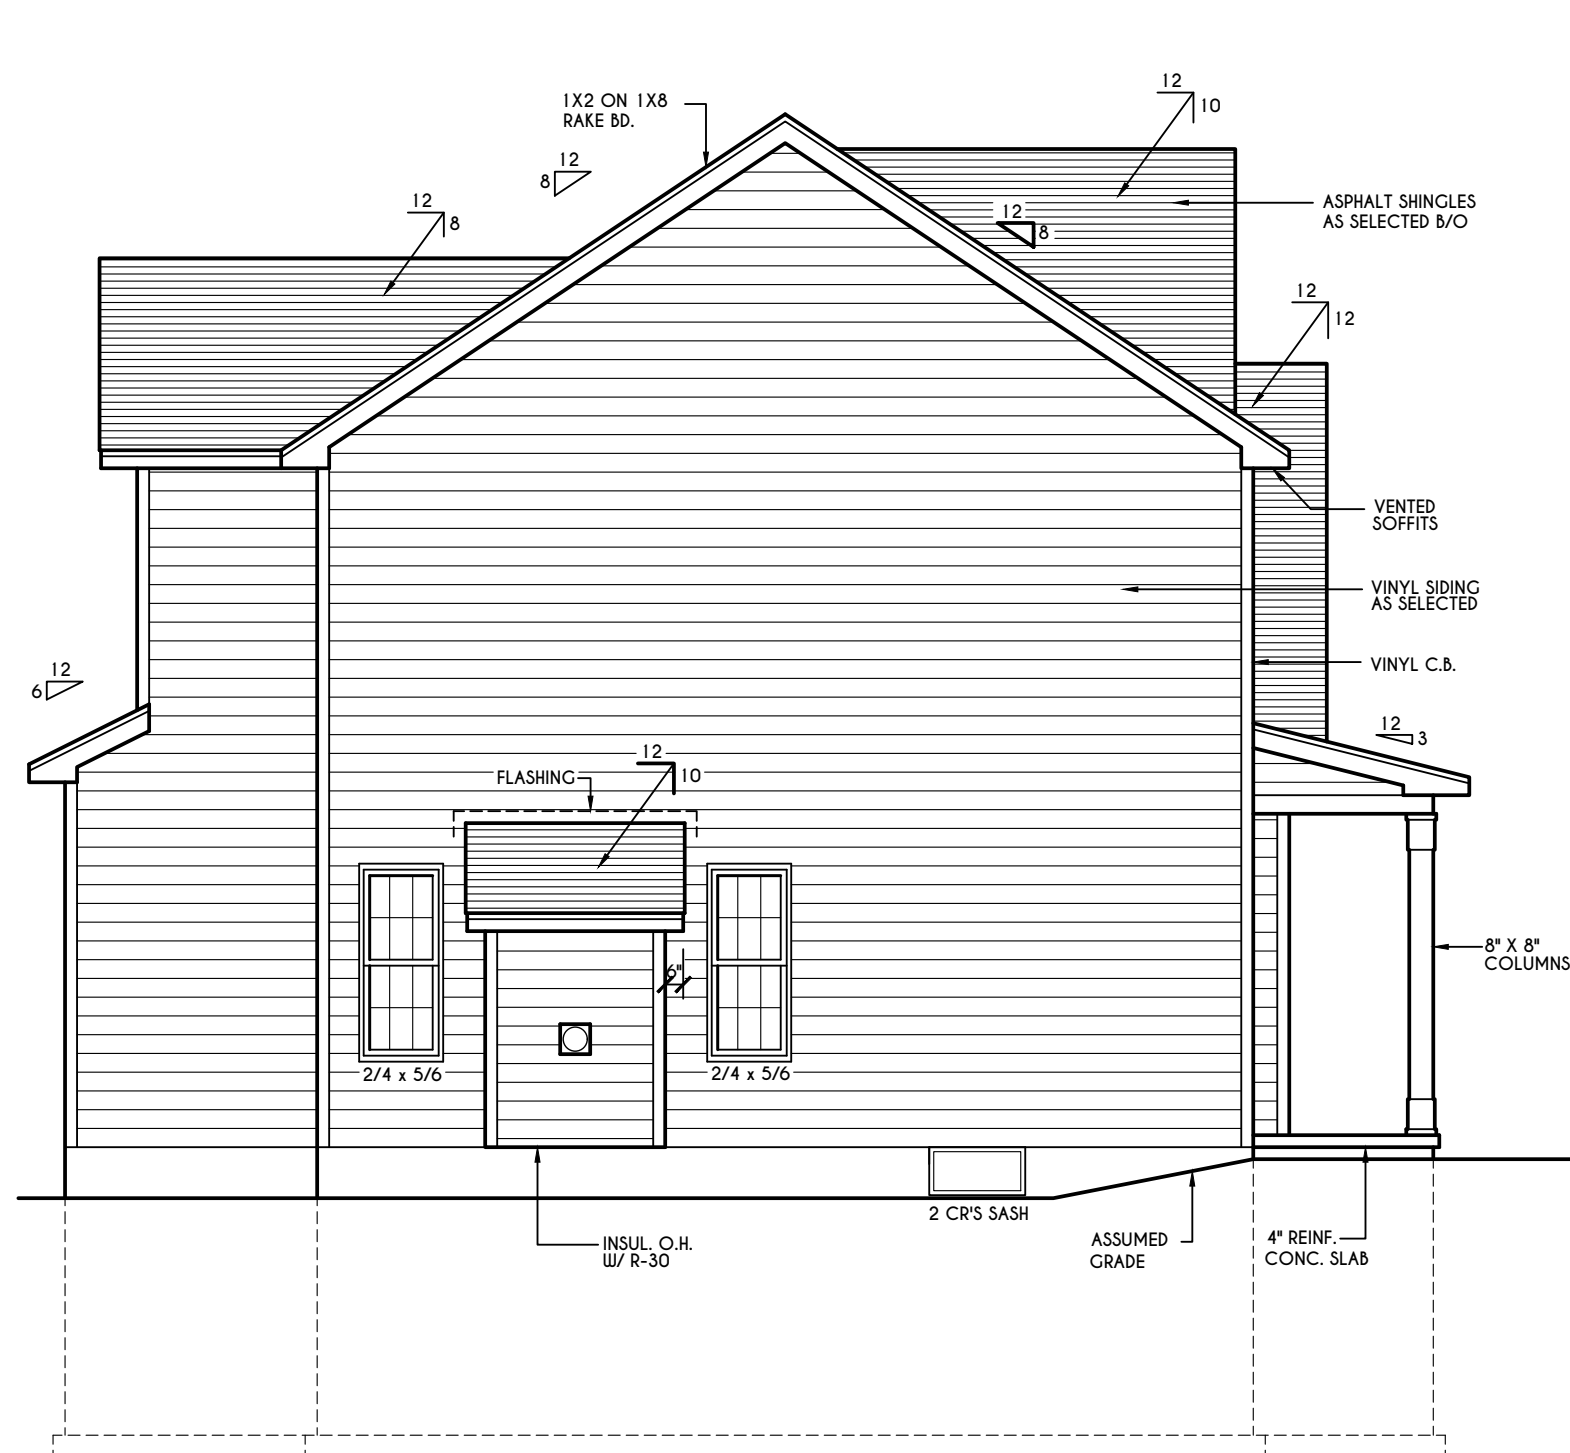 12
10
1X2 ON 1X8
RAKE BD.
12
8
12
8
12
8
ASPHALT SHINGLES
AS SELECTED B/O
12
12
VENTED
SOFFITS
VINYL SIDING
AS SELECTED
VINYL C.B.
12
6
12
3
12
10
FLASHING
8" X 8"
COLUMNS
6"
2/4 x 5/6
2/4 x 5/6
2 CR'S SASH
INSUL. O.H.
W/ R-30
ASSUMED
GRADE
4" REINF.
CONC. SLAB